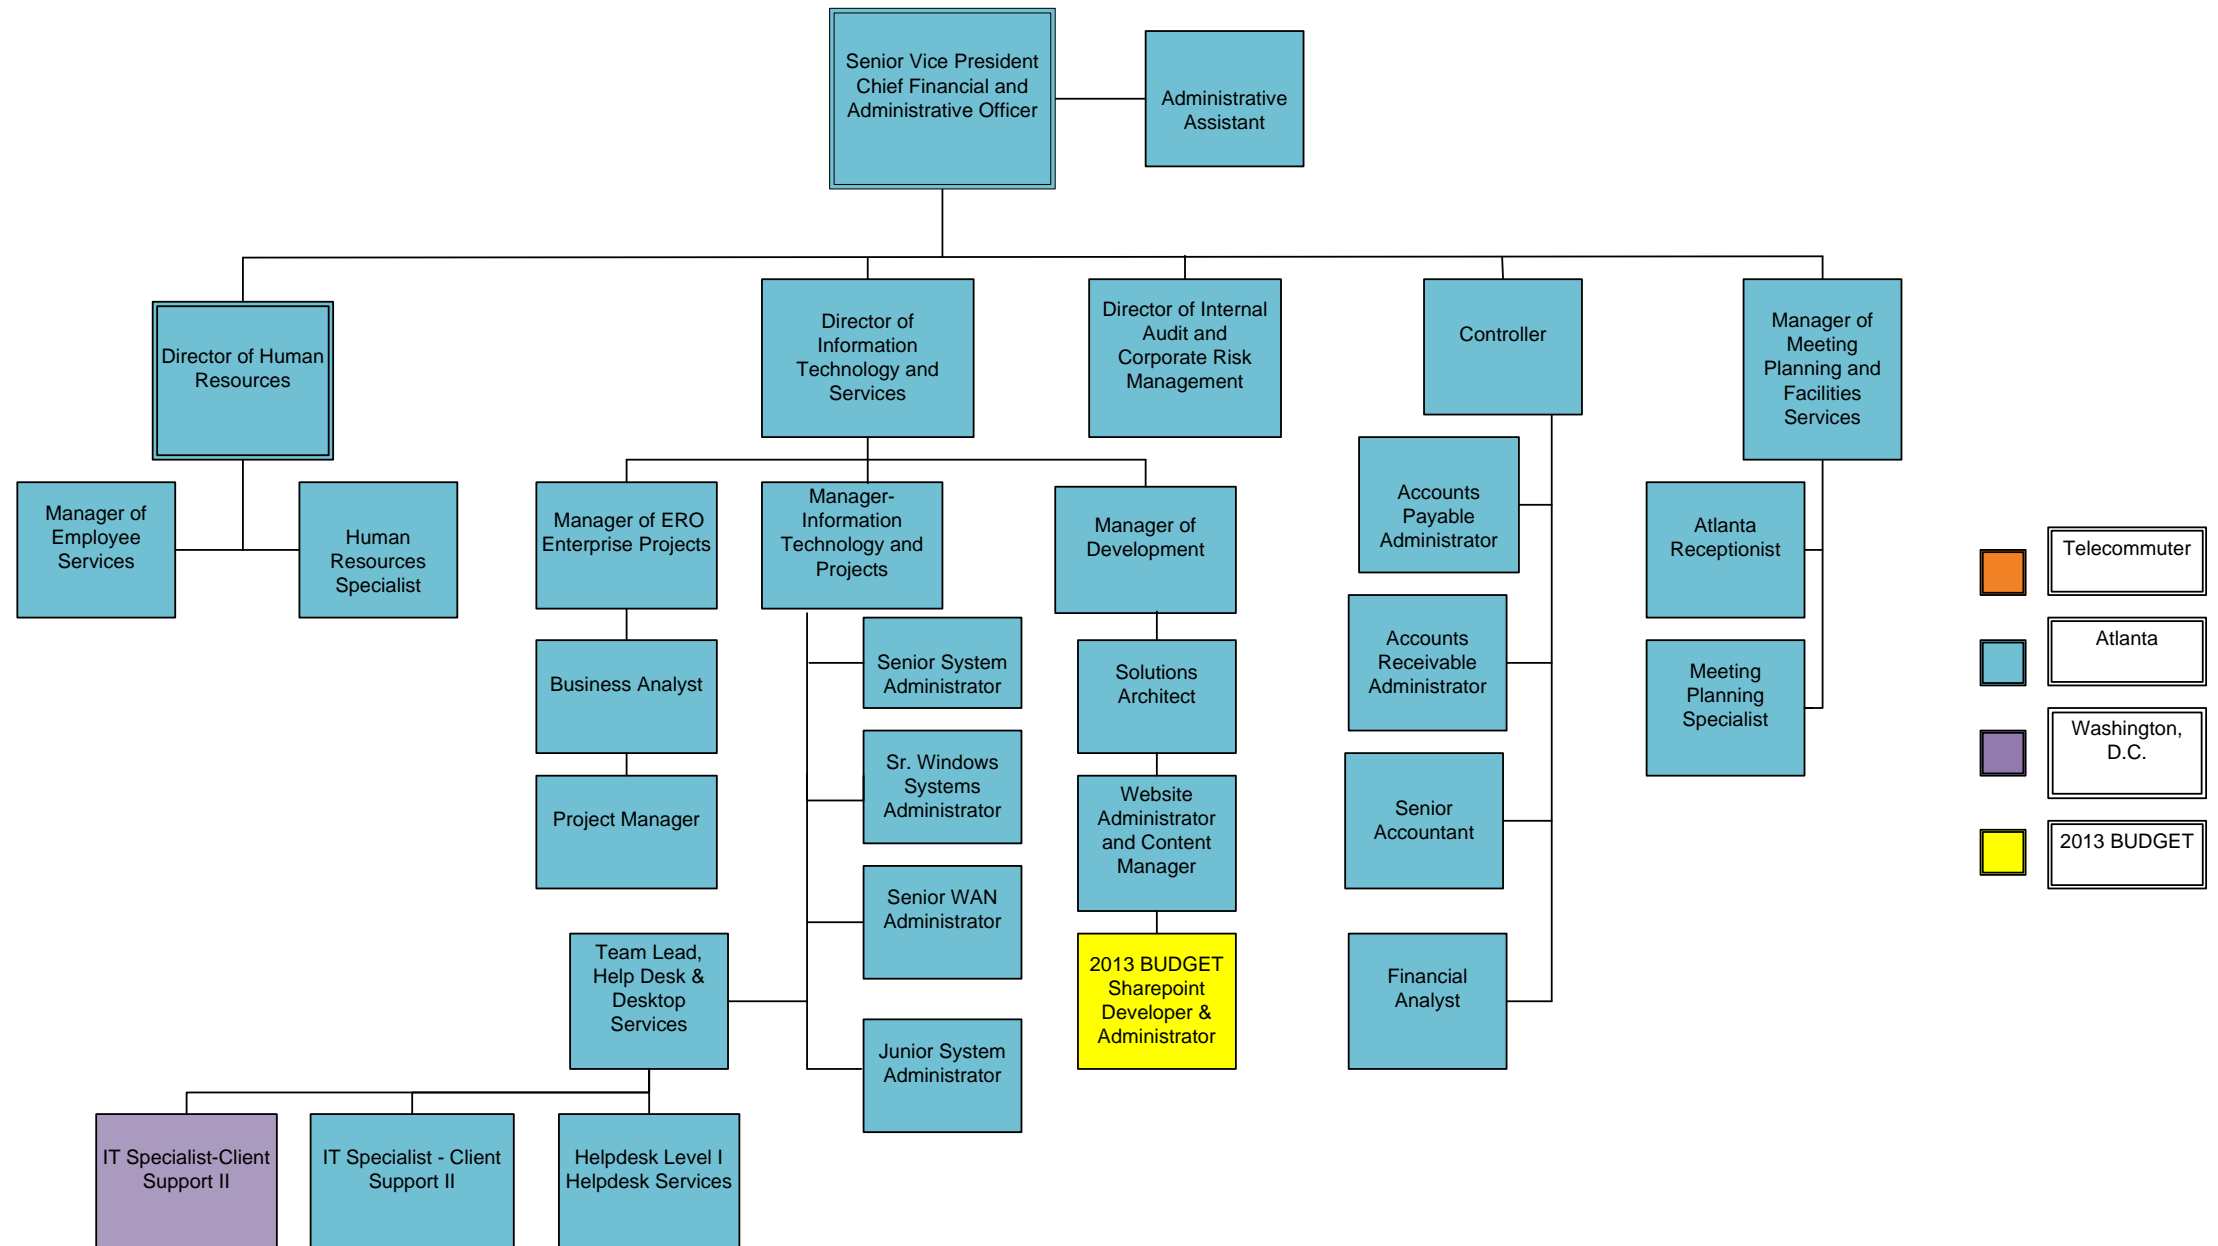 Senior Vice President
Chief Financial and
Administrative Officer
Administrative
Assistant
Director of Human
Resources
Director of
Information
Technology and
Services
Director of Internal
Audit and
Corporate Risk
Management
Controller
Manager of
Meeting
Planning and
Facilities
Services
Manager of
Employee
Services
Human
Resources
Specialist
Manager of ERO
Enterprise Projects
Manager-
Information
Technology and
Projects
Manager of
Development
Accounts
Payable
Administrator
Atlanta
Receptionist
Business Analyst
Senior System
Administrator
Solutions
Architect
Accounts
Receivable
Administrator
Meeting
Planning
Specialist
Project Manager
Sr. Windows
Systems
Administrator
Website
Administrator
and Content
Manager
Senior
Accountant
Senior WAN
Administrator
Team Lead,
Help Desk &
Desktop
Services
2013 BUDGET
Sharepoint
Developer &
Administrator
Financial
Analyst
Junior System
Administrator
IT Specialist-Client
Support II
IT Specialist - Client
Support II
Helpdesk Level I
Helpdesk Services
Telecommuter
Atlanta
Washington,
D.C.
2013 BUDGET